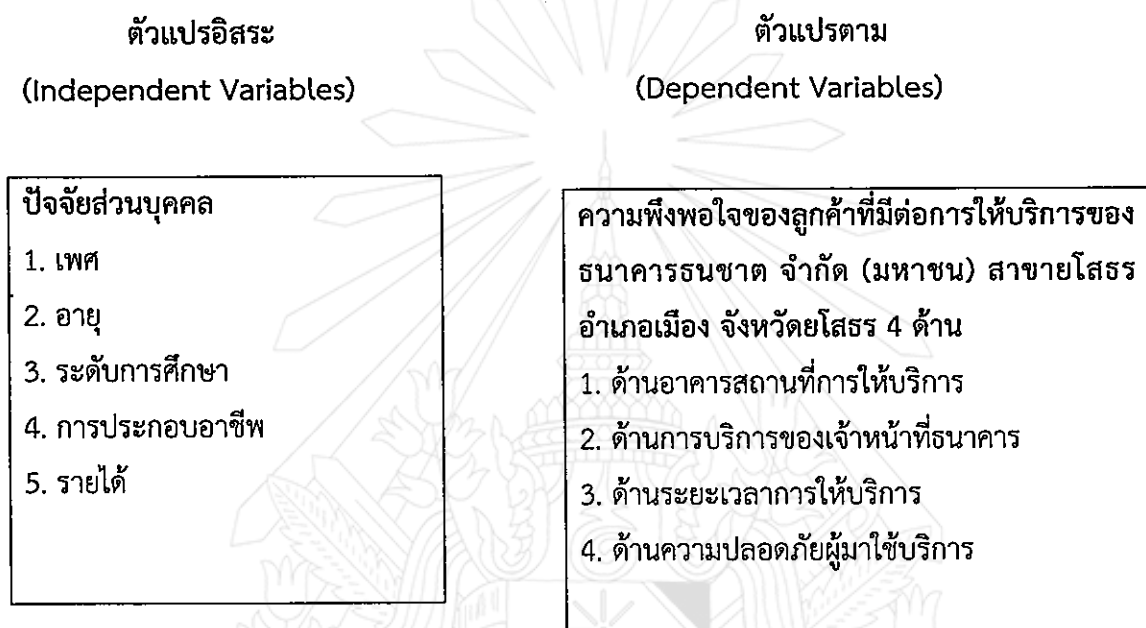 ตัวแปรอิสระ
(Independent Variables)
ตัวแปรตาม
(Dependent Variables)
ปัจจัยส่วนบุคคล
1. เพศ
2. อายุ
3. ระดับการศึกษา
4. การประกอบอาชีพ
5. รายได้
ความพึงพอใจของลูกค้าที่มีต่อการให้บริการของ
ธนาคารธนชาต จำกัด (มหาชน) สาขายโสธร
อำเภอเมือง จังหวัดยโสธร 4 ด้าน
1. ด้านอาคารสถานที่การให้บริการ
2. ด้านการบริการของเจ้าหน้าที่ธนาคาร
3. ด้านระยะเวลาการให้บริการ
4. ด้านความปลอดภัยผู้มาใช้บริการ